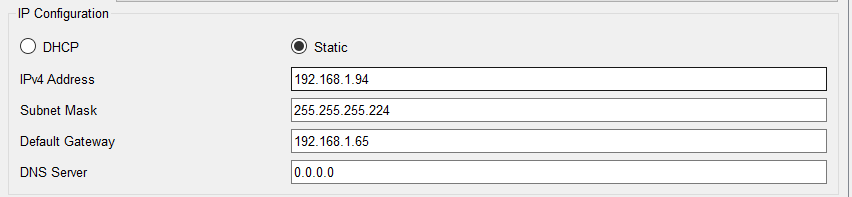 IP Configuration
DHCP Static
IPv4 Address 192.168.1.94
Subnet Mask 255.255.255.224
Default Gateway 192.168.1.65
DNS Server 0.0.0.0